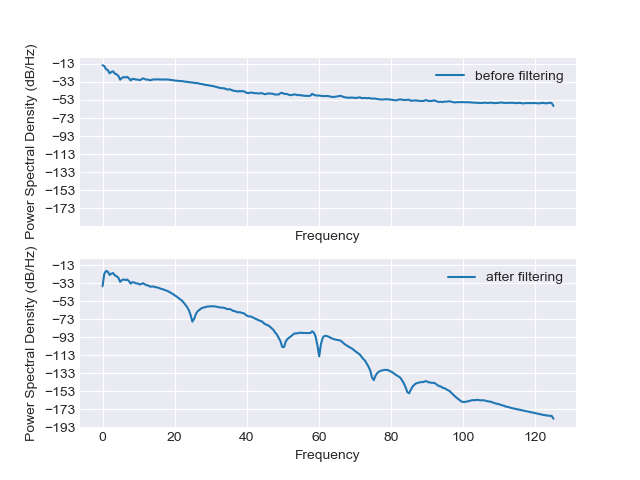 Power Spectral Density (dB/Hz)
−13
−33
−53
−73
−93
−113
−133
−153
−173
before filtering
Frequency
Power Spectral Density (dB/Hz)
−13
−33
−53
−73
−93
−113
−133
−153
−173
−193
after filtering
0 20 40 60 80 100 120
Frequency